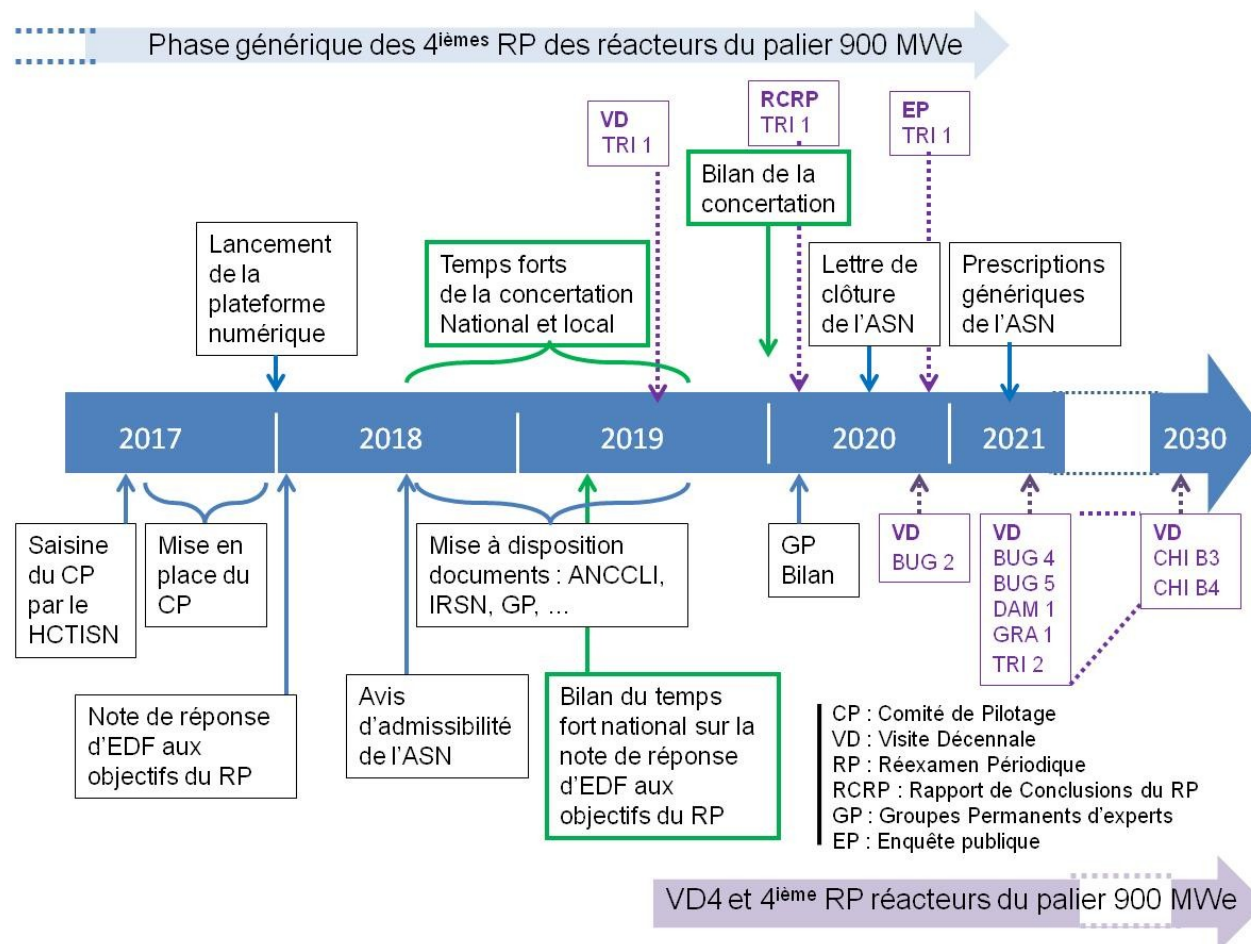 Phase générique des 4ièmes RP des réacteurs du palier 900 MWe
VD
TRI 1
RCRP
TRI 1
EP
TRI 1
Bilan de la
concertation
Lancement
de la
plateforme
numérique
Temps forts
de la concertation
National et local
Lettre de
clôture
de l'ASN
Prescriptions
génériques
de l'ASN
2017
2018
2019
2020
2021
2030
Saisine
du CP
par le
HCTISN
Mise en
place du
CP
Mise à disposition
documents : ANCCLI,
IRSN, GP, ...
GP
Bilan
VD
BUG 2
VD
BUG 4
BUG 5
DAM 1
GRA 1
TRI 2
VD
CHI B3
CHI B4
Note de réponse
d'EDF aux
objectifs du RP
Avis
d'admissibilité
de l'ASN
Bilan du temps
fort national sur la
note de réponse
d'EDF aux
objectifs du RP
CP : Comité de Pilotage
VD : Visite Décennale
RP : Réexamen Périodique
RCRP : Rapport de Conclusions du RP
GP : Groupes Permanents d'experts
EP : Enquête publique
VD4 et 4ième RP réacteurs du palier 900 MWe